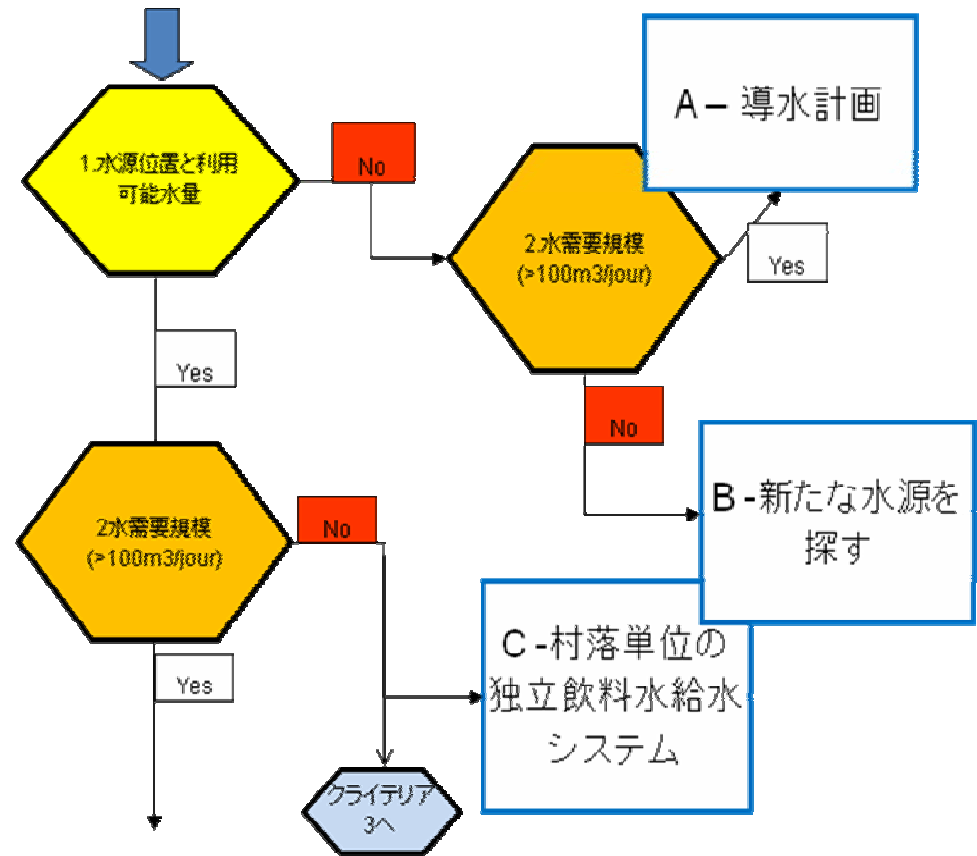 A – 導水計画
1.水源位置と利用
可能水量
No
2.水需要規模
(>100m3/jour)
Yes
Yes
No
B -新たな水源を
探す
2水需要規模
(>100m3/jour)
No
C -村落単位の
独立飲料水給水
システム
Yes
クライテリア
3へ